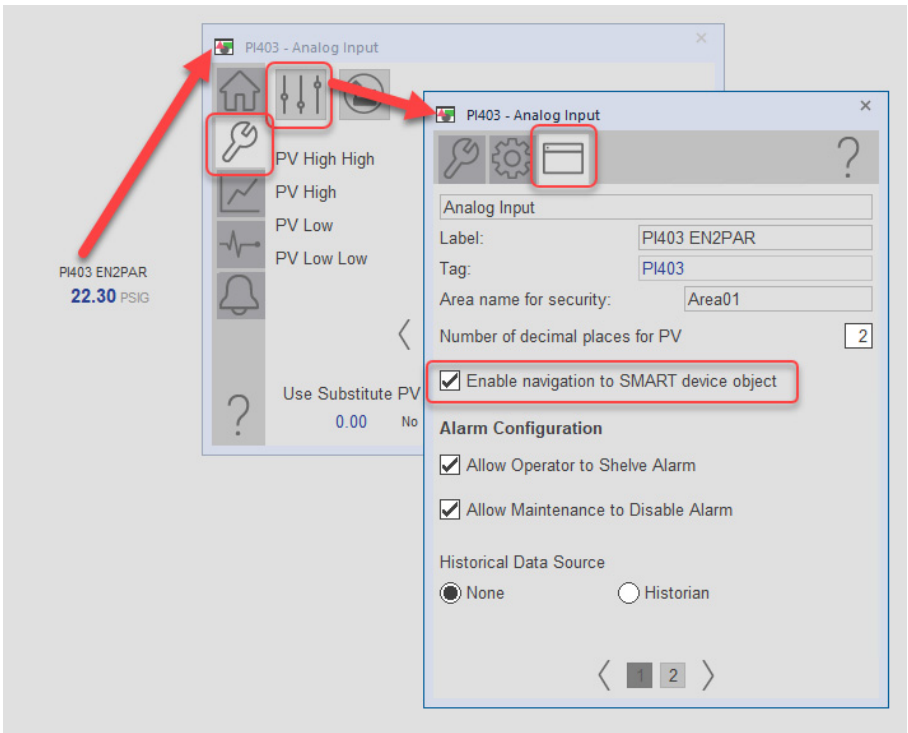 PI403 - Analog Input
PV High High
PV High
PV Low
PV Low Low
Use Substitute PV
0.00 No
PI403 EN2PAR
22.30 PSIG
PI403 - Analog Input
Analog Input
Label: PI403 EN2PAR
Tag: PI403
Area name for security: Area01
Number of decimal places for PV 2
Enable navigation to SMART device object
Alarm Configuration
Allow Operator to Shelve Alarm
Allow Maintenance to Disable Alarm
Historical Data Source
None Historian
1 2